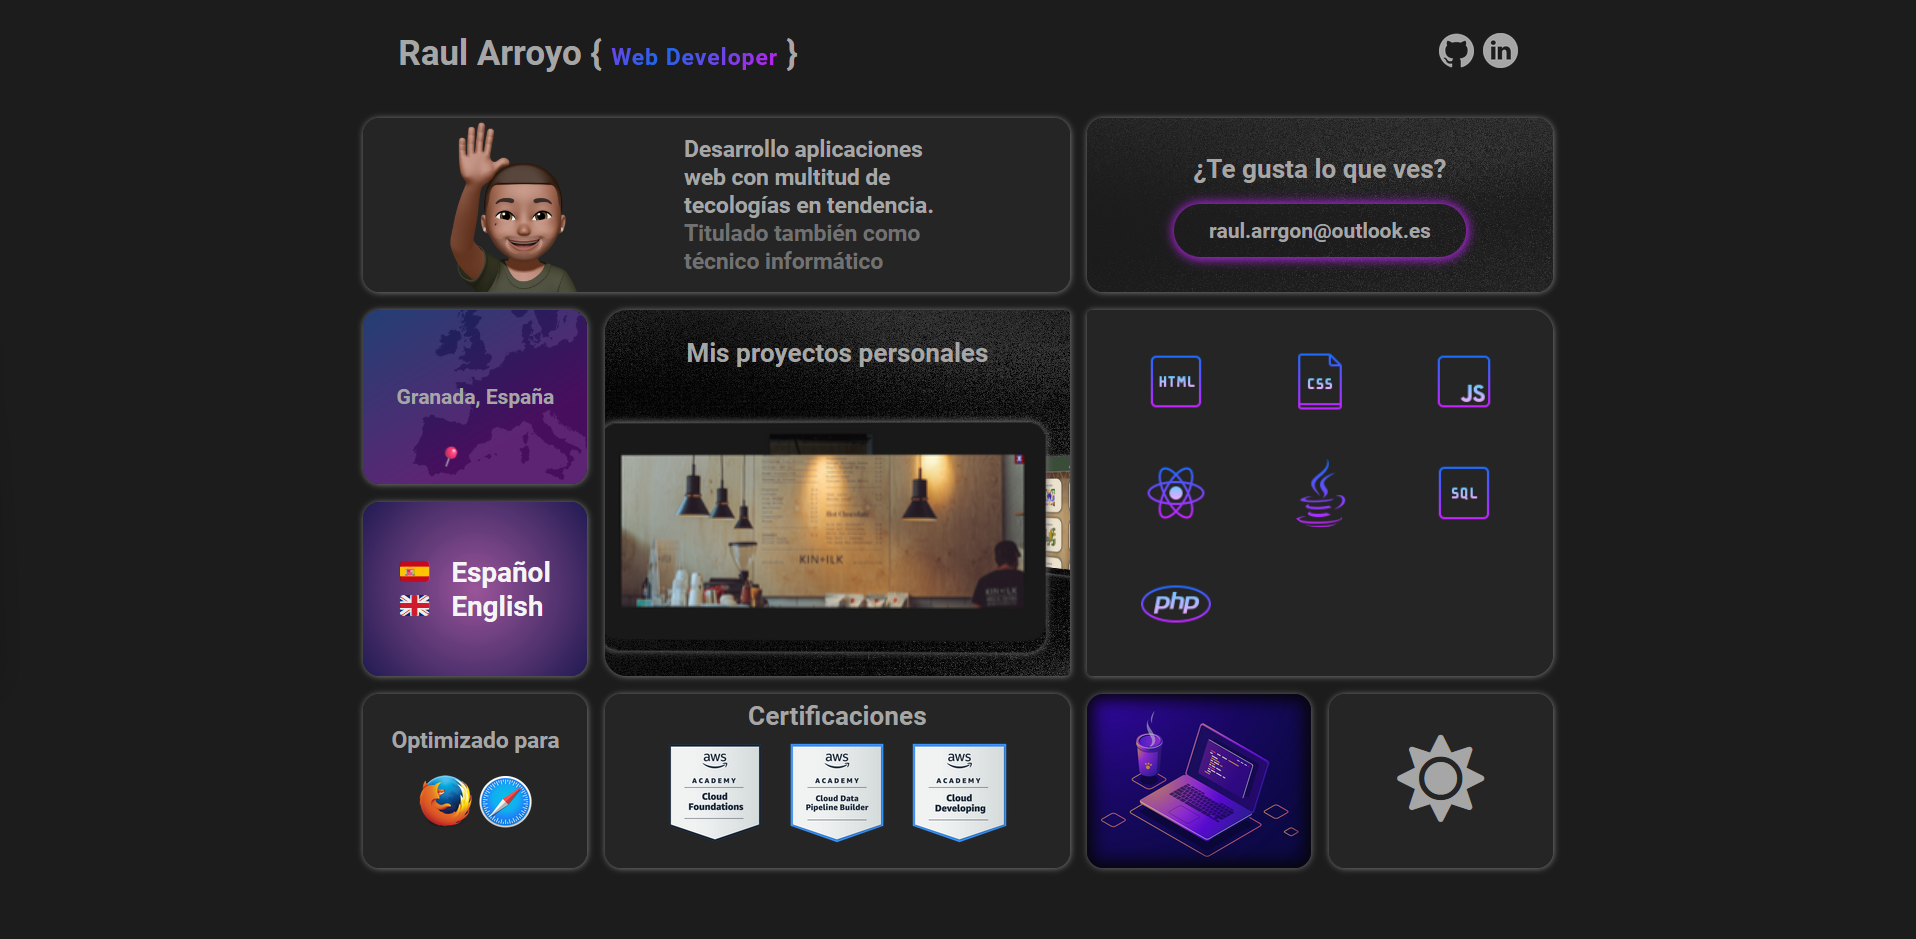 Raul Arroyo { Web Developer }
Desarrollo aplicaciones
web con multitud de
tecologías en tendencia.
Titulado también como
técnico informático
¿Te gusta lo que ves?
raul.arrgon@outlook.es
Granada, España
Mis proyectos personales
X
KIN+ILK
HTML
CSS
JS
SQL
php
Español
English
Optimizado para
Certificaciones
aws
ACADEMY
Cloud
Foundations
aws
ACADEMY
Cloud Data
Pipeline Builder
aws
ACADEMY
Cloud
Developing